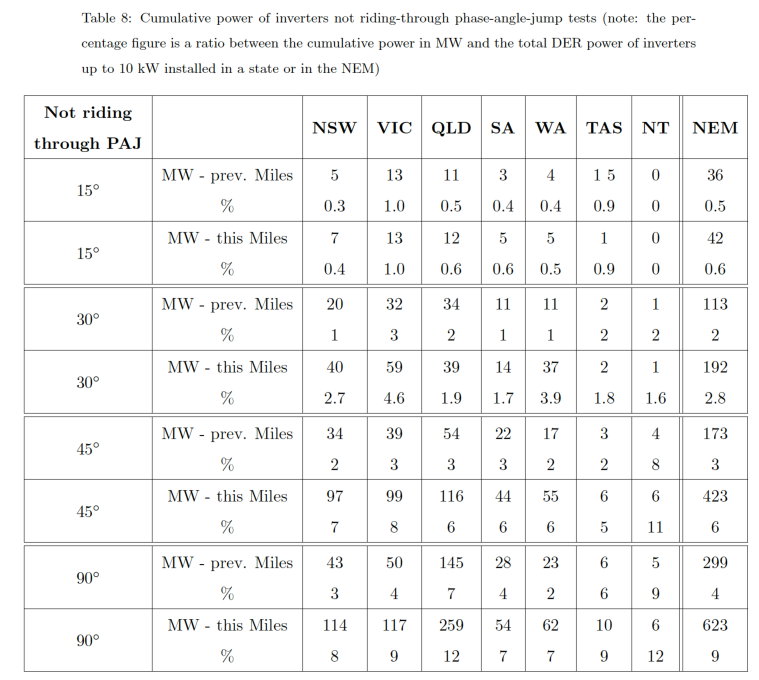 Table 8: Cumulative power of inverters not riding-through phase-angle-jump tests (note: the per-
centage figure is a ratio between the cumulative power in MW and the total DER power of inverters
up to 10 kW installed in a state or in the NEM)
Not riding through PAJ NSW VIC QLD SA WA TAS NT NEM
15° MW - prev. Miles 5 13 11 3 4 1 5 0 36
% 0.3 1.0 0.5 0.4 0.4 0.9 0 0.5
15° MW - this Miles 7 13 12 5 5 1 0 42
% 0.4 1.0 0.6 0.6 0.5 0.9 0 0.6
30° MW - prev. Miles 20 32 34 11 11 2 1 113
% 1 3 2 1 1 2 2 2
30° MW - this Miles 40 59 39 14 37 2 1 192
% 2.7 4.6 1.9 1.7 3.9 1.8 1.6 2.8
45° MW - prev. Miles 34 39 54 22 17 3 4 173
% 2 3 3 3 2 2 8 3
45° MW - this Miles 97 99 116 44 55 6 6 423
% 7 8 6 6 6 5 11 6
90° MW - prev. Miles 43 50 145 28 23 6 5 299
% 3 4 7 4 2 6 9 4
90° MW - this Miles 114 117 259 54 62 10 6 623
% 8 9 12 7 7 9 12 9